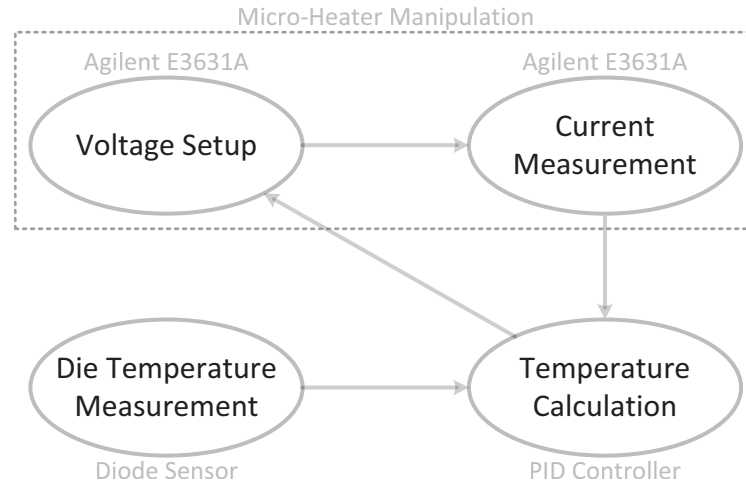 Micro-Heater Manipulation
Agilent E3631A
Agilent E3631A
Voltage Setup
Current
Measurement
Die Temperature
Measurement
Temperature
Calculation
Diode Sensor
PID Controller